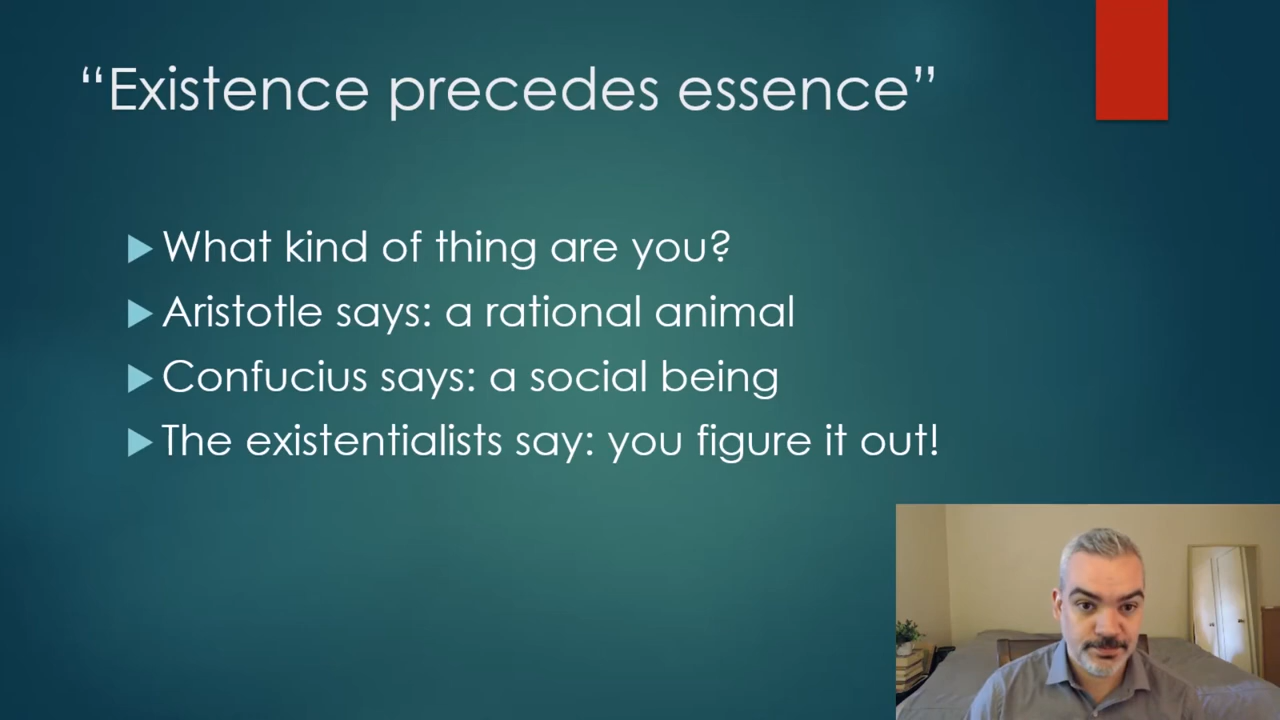 “Existence precedes essence”
What kind of thing are you?
Aristotle says: a rational animal
Confucius says: a social being
The existentialists say: you figure it out!